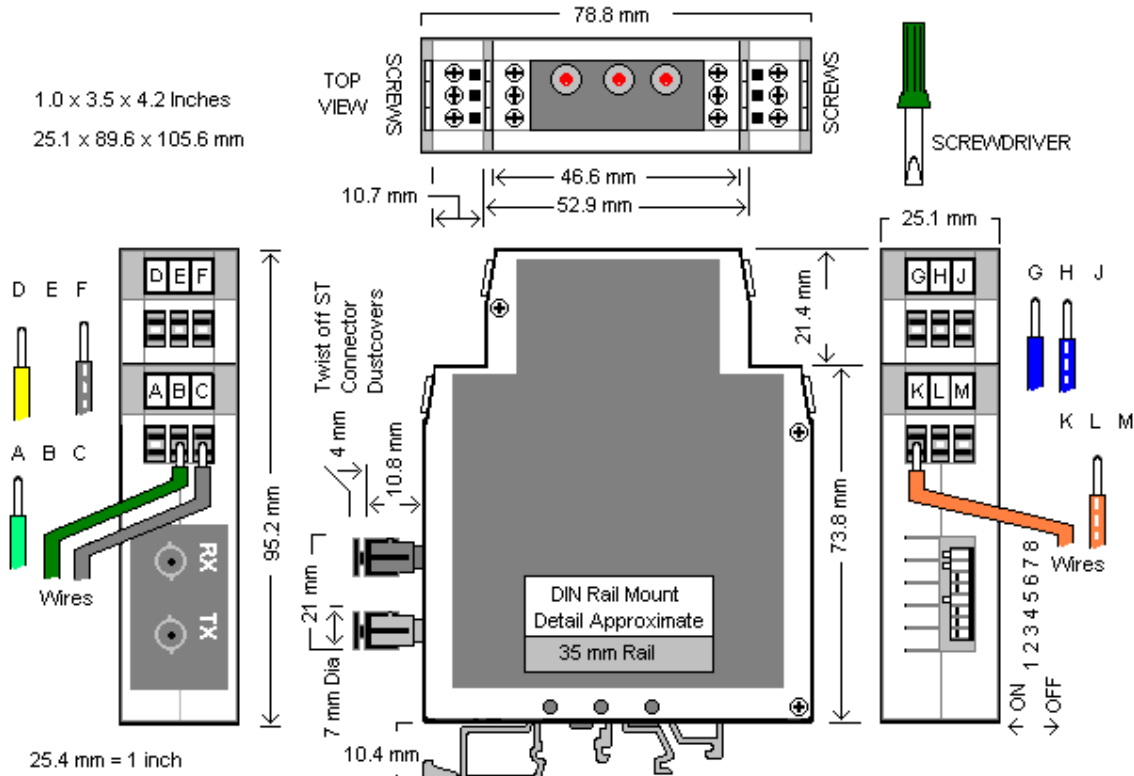 78.8 mm
1.0 x 3.5 x 4.2 Inches
25.1 x 89.6 x 105.6 mm
TOP
VIEW
SCREWS
SCREWS
SCREWDRIVER
46.6 mm
10.7 mm
52.9 mm
25.1 mm
D E F
D E F
A B C
A B C
RX
TX
Wires
95.2 mm
Twist off ST
Connector
Dustcovers
4 mm
10.8 mm
21 mm
7 mm Dia
10.4 mm
DIN Rail Mount
Detail Approximate
35 mm Rail
21.4 mm
73.8 mm
G H J
G H J
K L M
K L M
Wires
1 2 3 4 5 6 7 8
ON
OFF
25.4 mm = 1 inch